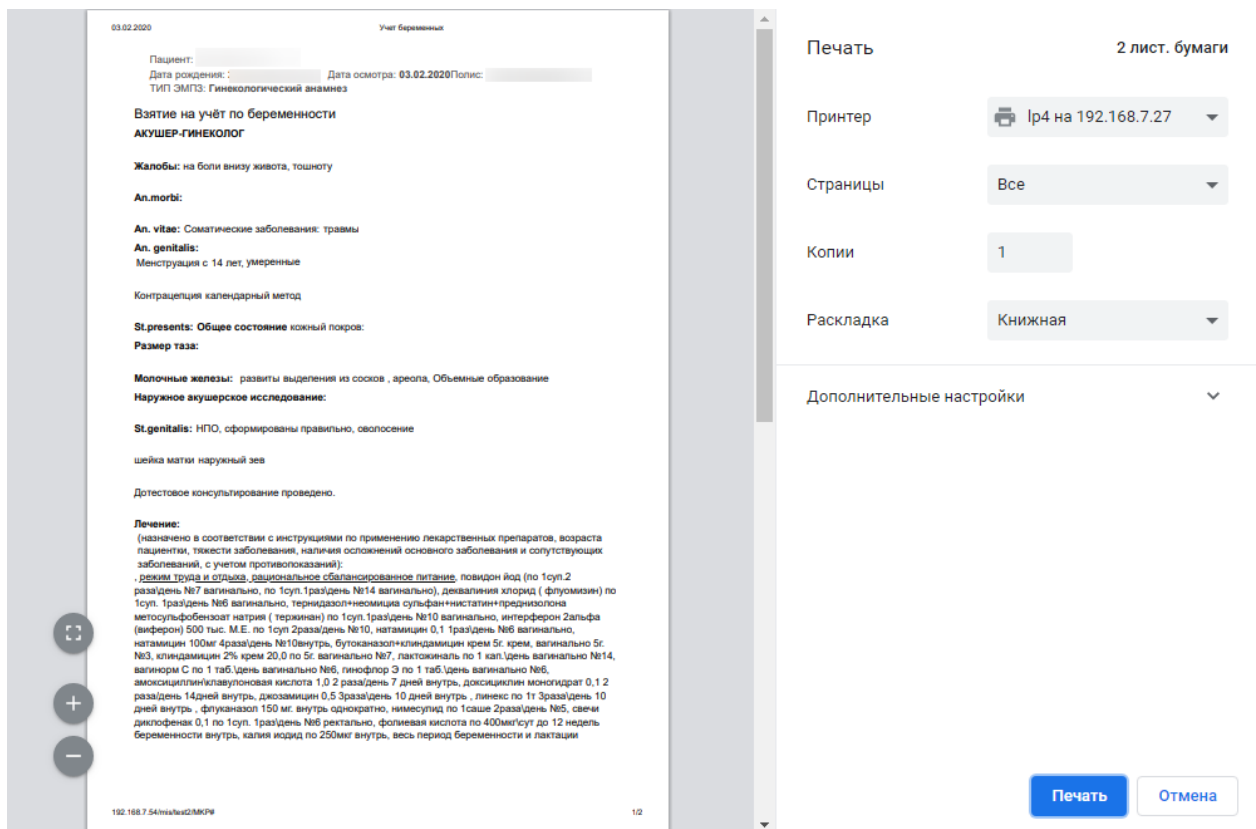 03.02.2020 Учет беременных
Пациент:
Дата рождения: Дата осмотра: 03.02.2020Полис:
ТИП ЭМПЗ: Гинекологический анамнез
Взятие на учёт по беременности
АКУШЕР-ГИНЕКОЛОГ
Жалобы: на боли внизу живота, тошноту
An.morbi:
An. vitae: Соматические заболевания: травмы
An. genitalis:
Менструация с 14 лет, умеренные
Контрацепция календарный метод
St.presents: Общее состояние кожный покров:
Размер таза:
Молочные железы: развиты выделения из сосков , ареола, Объемные образование
Наружное акушерское исследование:
St.genitalis: НПО, сформированы правильно, оволосение
шейка матки наружный зев
Дотестовое консультирование проведено.
Лечение:
(назначено в соответствии с инструкциями по применению лекарственных препаратов, возраста
пациентки, тяжести заболевания, наличия осложнений основного заболевания и сопутствующих
заболеваний, с учетом противопоказаний):
, режим труда и отдыха, рациональное сбалансированное питание, повидон йод (по 1суп.2
раза\день №7 вагинально, по 1суп.1раз\день №14 вагинально), деквалиния хлорид ( флуомизин) по
1суп. 1раз\день №6 вагинально, тернидазол+неомициа сульфан+нистатин+преднизолона
метосульфобензоат натрия ( тержинан) по 1суп.1раз\день №10 вагинально, интерферон 2альфа
(виферон) 500 тыс. М.Е. по 1суп 2раза/день №10, натамицин 0,1 1раз\день №6 вагинально,
натамицин 100мг 4раза\день №10внутрь, бутоканазол+клиндамицин крем 5г. крем, вагинально 5г.
№3, клиндамицин 2% крем 20,0 по 5г. вагинально №7, лактожиналь по 1 кап.\день вагинально №14,
вагинорм С по 1 таб.\день вагинально №6, гинофлор Э по 1 таб.\день вагинально №6,
амоксициллин\клавулоновая кислота 1,0 2 раза/день 7 дней внутрь, доксициклин моногидрат 0,1 2
раза/день 14дней внутрь, джозамицин 0,5 3раза\день 10 дней внутрь , линекс по 1т 3раза\день 10
дней внутрь , флуканазол 150 мг. внутрь однократно, нимесулид по 1саше 2раза\день №5, свечи
диклофенак 0,1 по 1суп. 1раз\день №6 ректально, фолиевая кислота по 400мкг\сут до 12 недель
беременности внутрь, калия иодид по 250мкг внутрь, весь период беременности и лактации
192.168.7.54/mis/test2/MKP# 1/2
Печать 2 лист. бумаги
Принтер lp4 на 192.168.7.27
Страницы Все
Копии 1
Раскладка Книжная
Дополнительные настройки
Печать Отмена